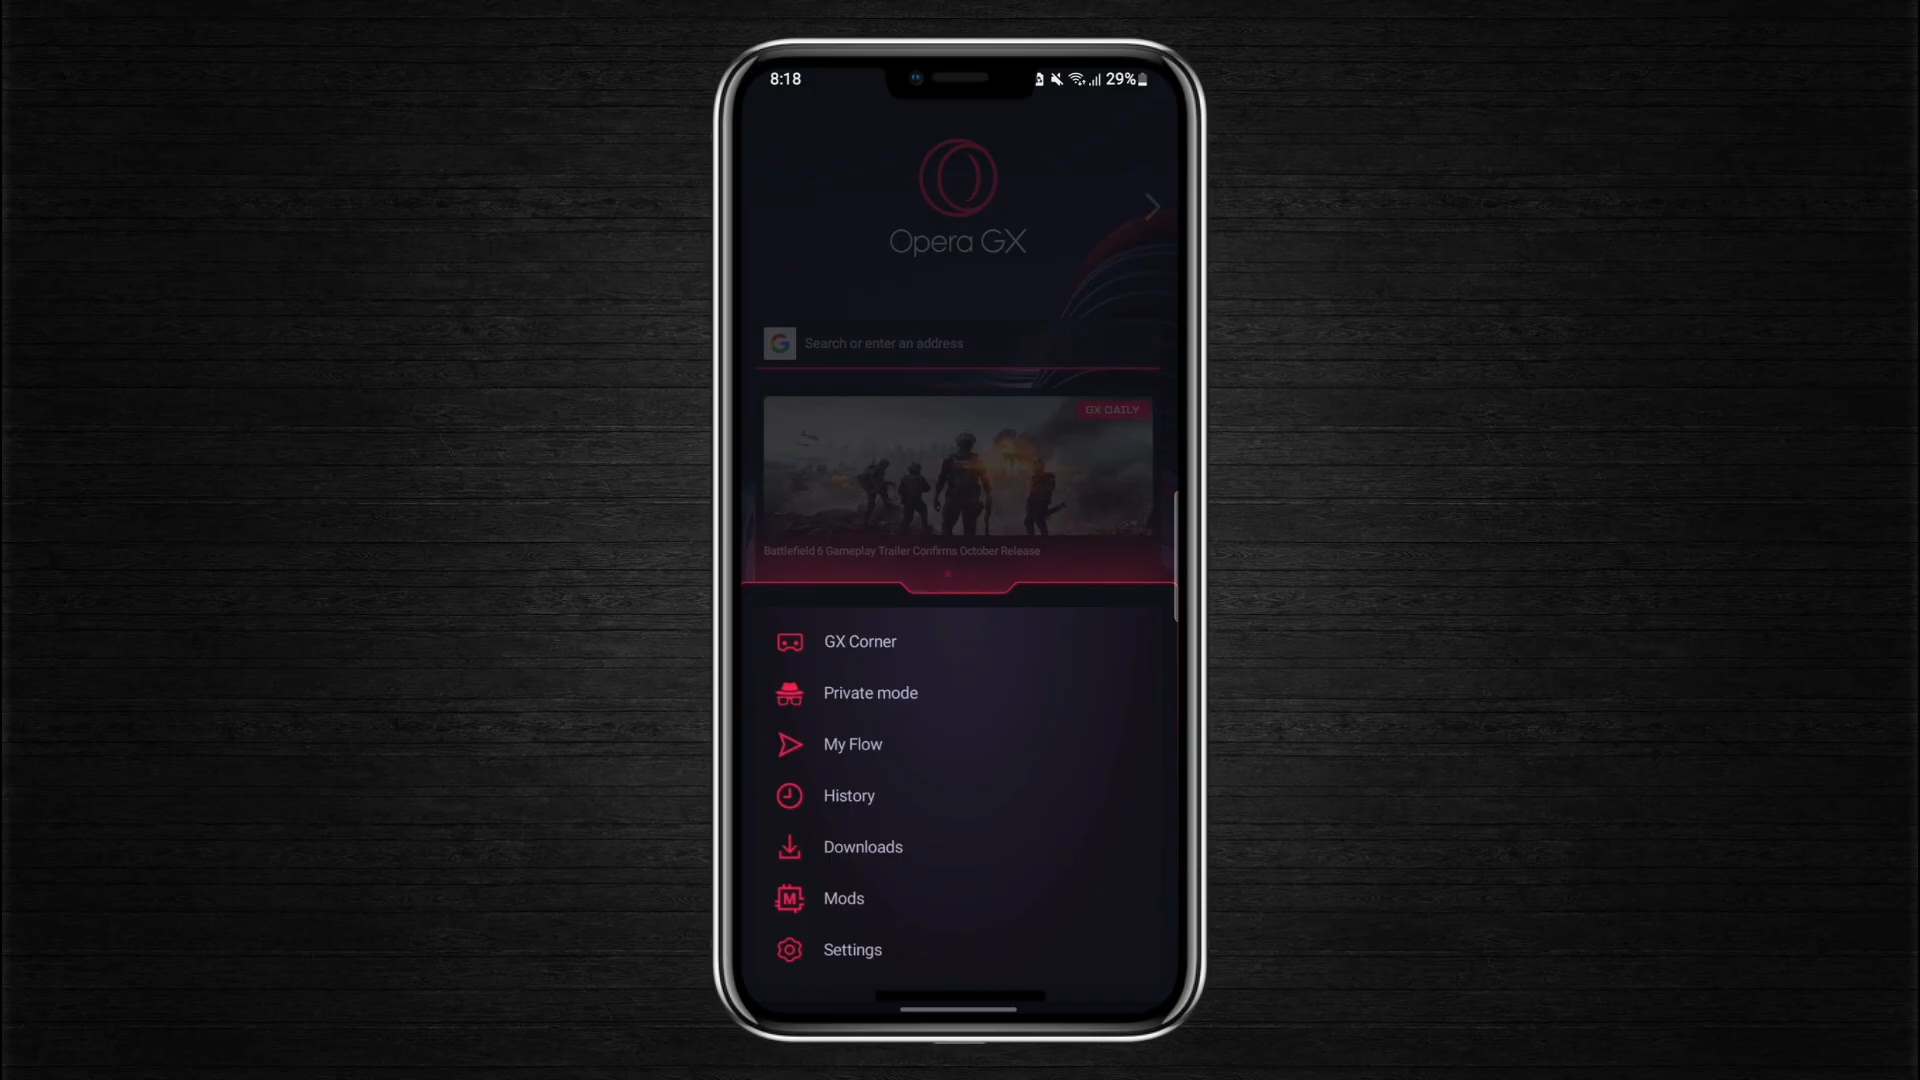 8:18
29%
Opera GX
Search or enter an address
GX DAILY
Battlefield 6 Gameplay Trailer Confirms October Release
GX Corner
Private mode
My Flow
History
Downloads
M
Mods
Settings